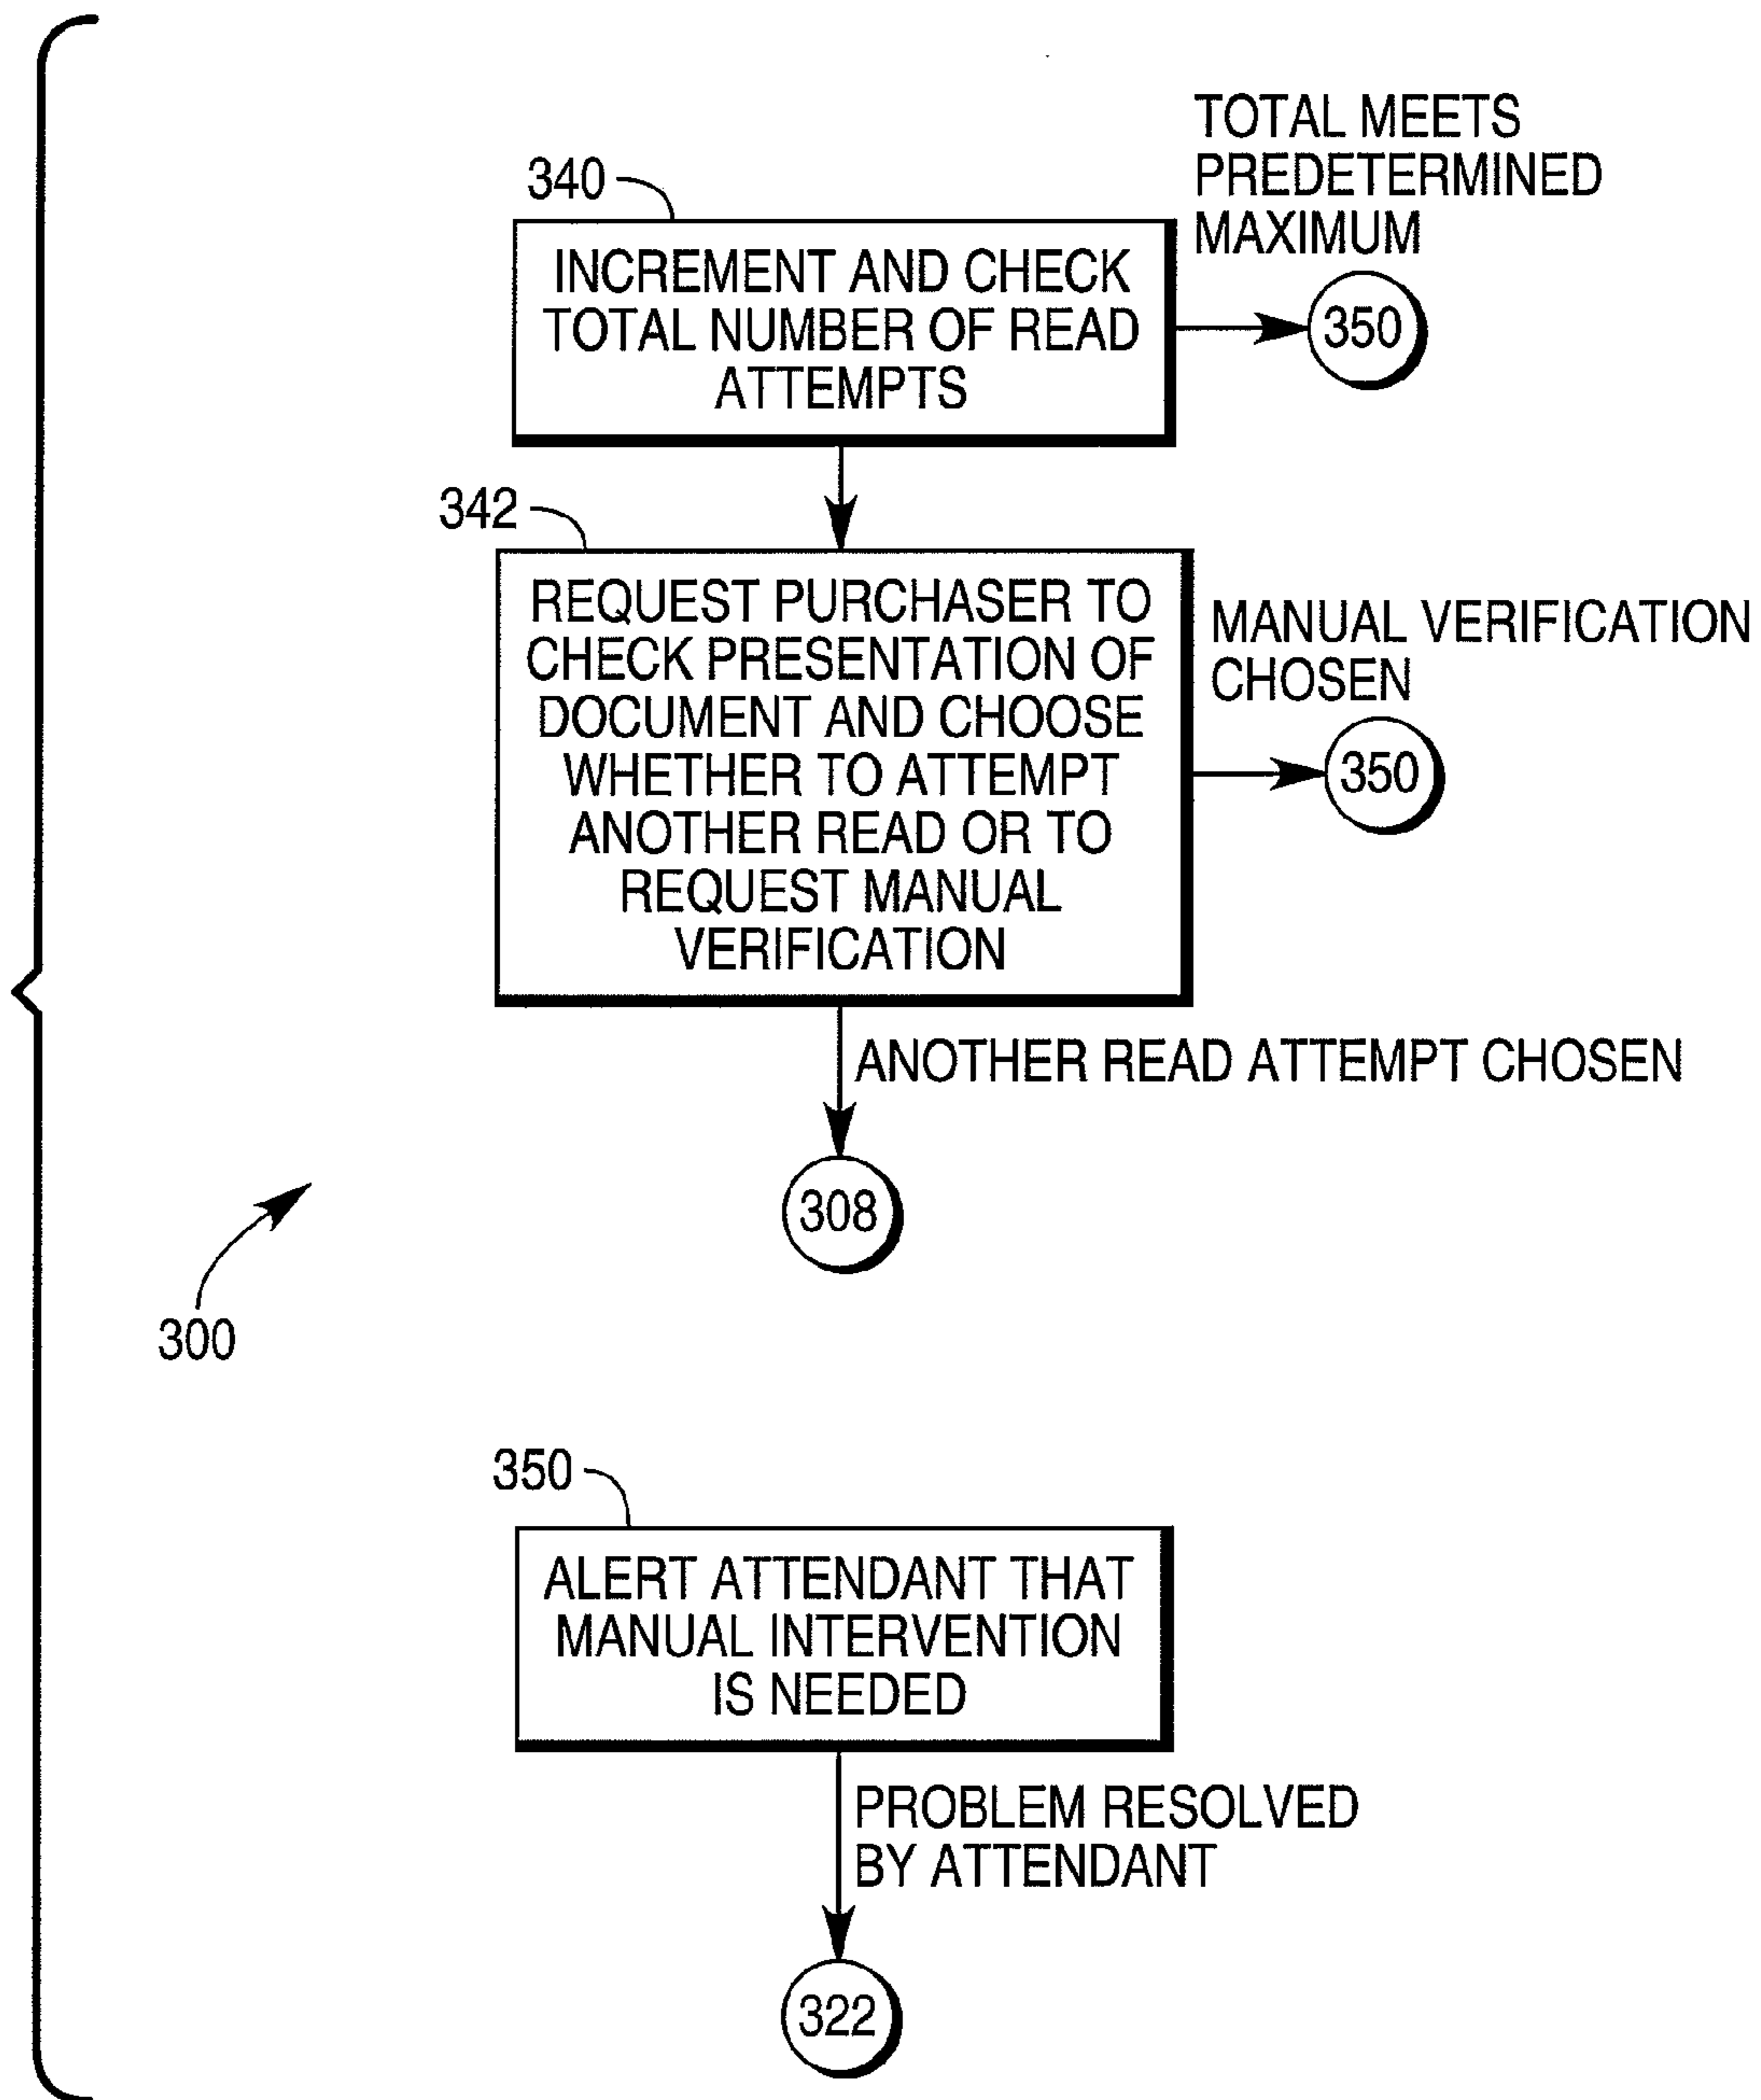 TOTAL MEETS
PREDETERMINED
MAXIMUM
340
INCREMENT AND CHECK
TOTAL NUMBER OF READ
ATTEMPTS
350
342
REQUEST PURCHASER TO
CHECK PRESENTATION OF
DOCUMENT AND CHOOSE
WHETHER TO ATTEMPT
ANOTHER READ OR TO
REQUEST MANUAL
VERIFICATION
MANUAL VERIFICATION
CHOSEN
350
ANOTHER READ ATTEMPT CHOSEN
308
300
350
ALERT ATTENDANT THAT
MANUAL INTERVENTION
IS NEEDED
PROBLEM RESOLVED
BY ATTENDANT
322